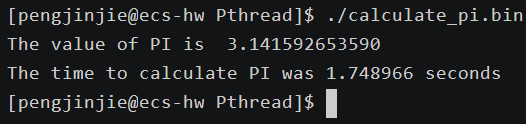 [pengjinjie@ecs-hw Pthread]$ ./calculate_pi.bin
The value of PI is  3.141592653590
The time to calculate PI was 1.748966 seconds
[pengjinjie@ecs-hw Pthread]$